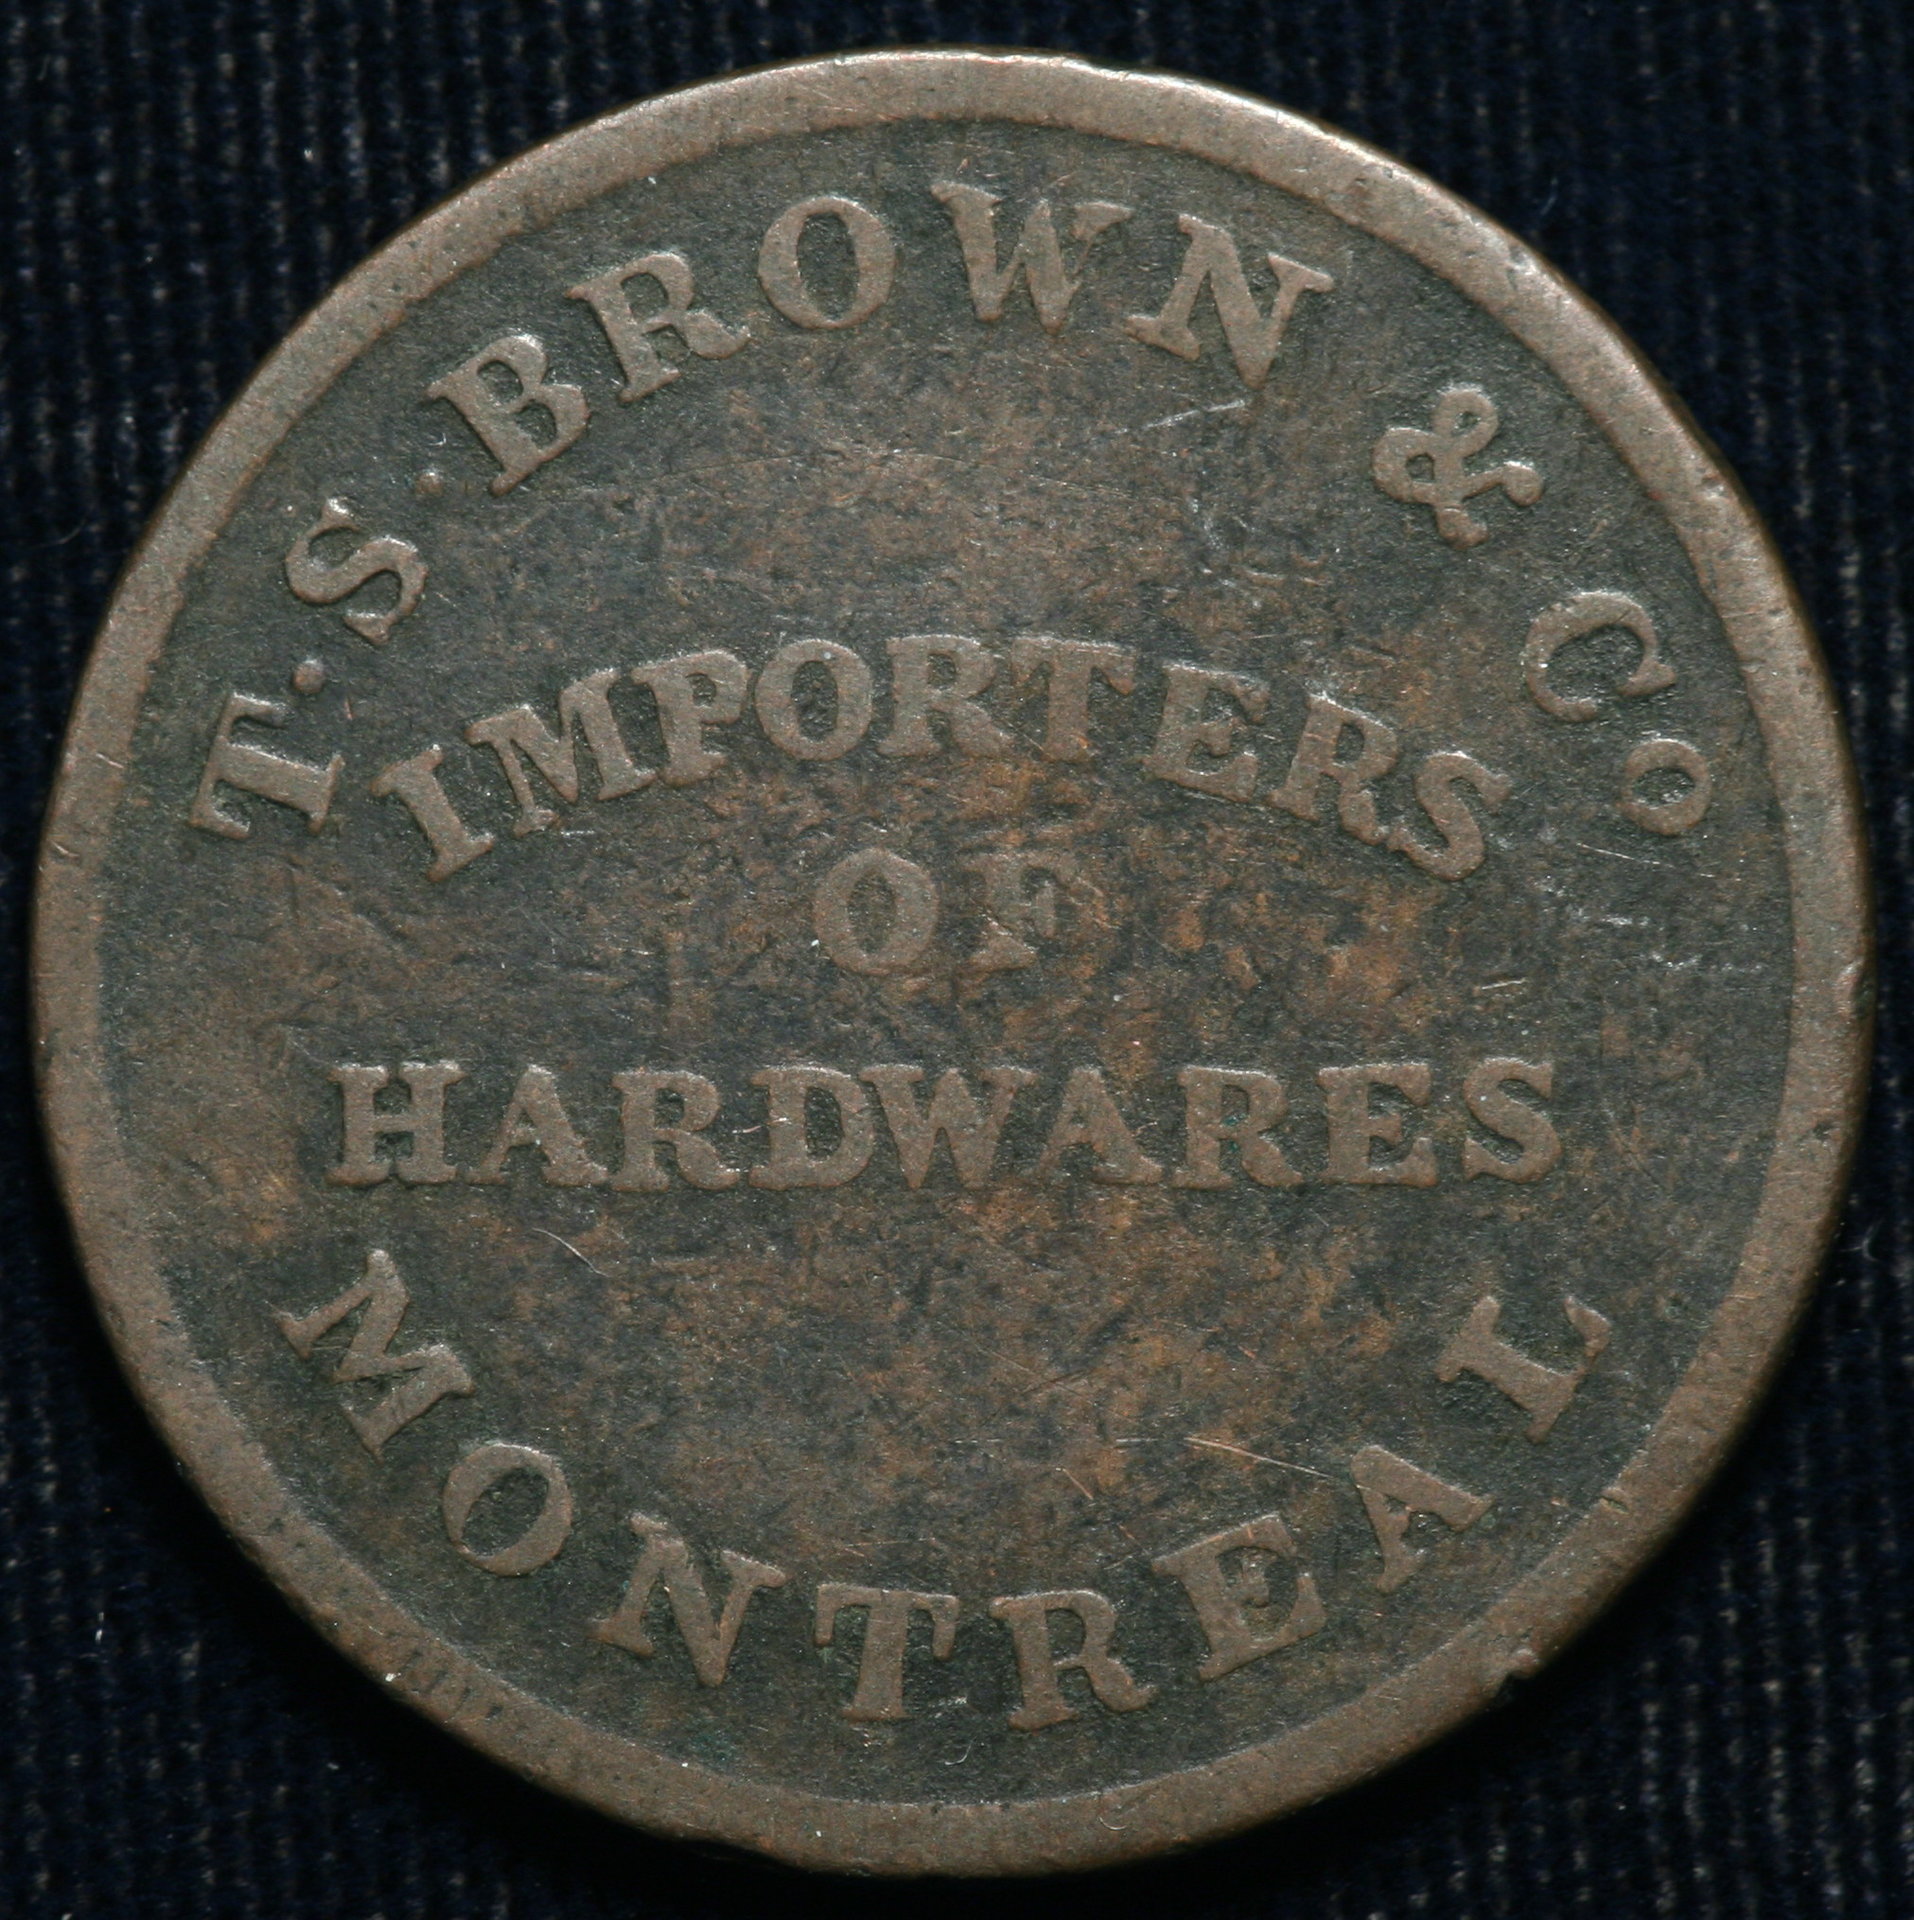 T. S. BROWN & Co
IMPORTERS
OF
HARDWARES
MONTREAL